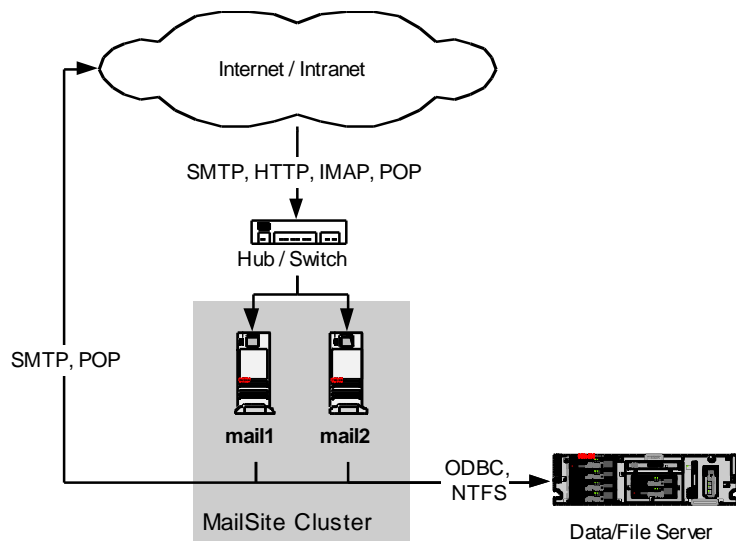 Internet / Intranet
SMTP, HTTP, IMAP, POP
Hub / Switch
SMTP, POP
mail1
mail2
ODBC,
NTFS
MailSite Cluster
Data/File Server